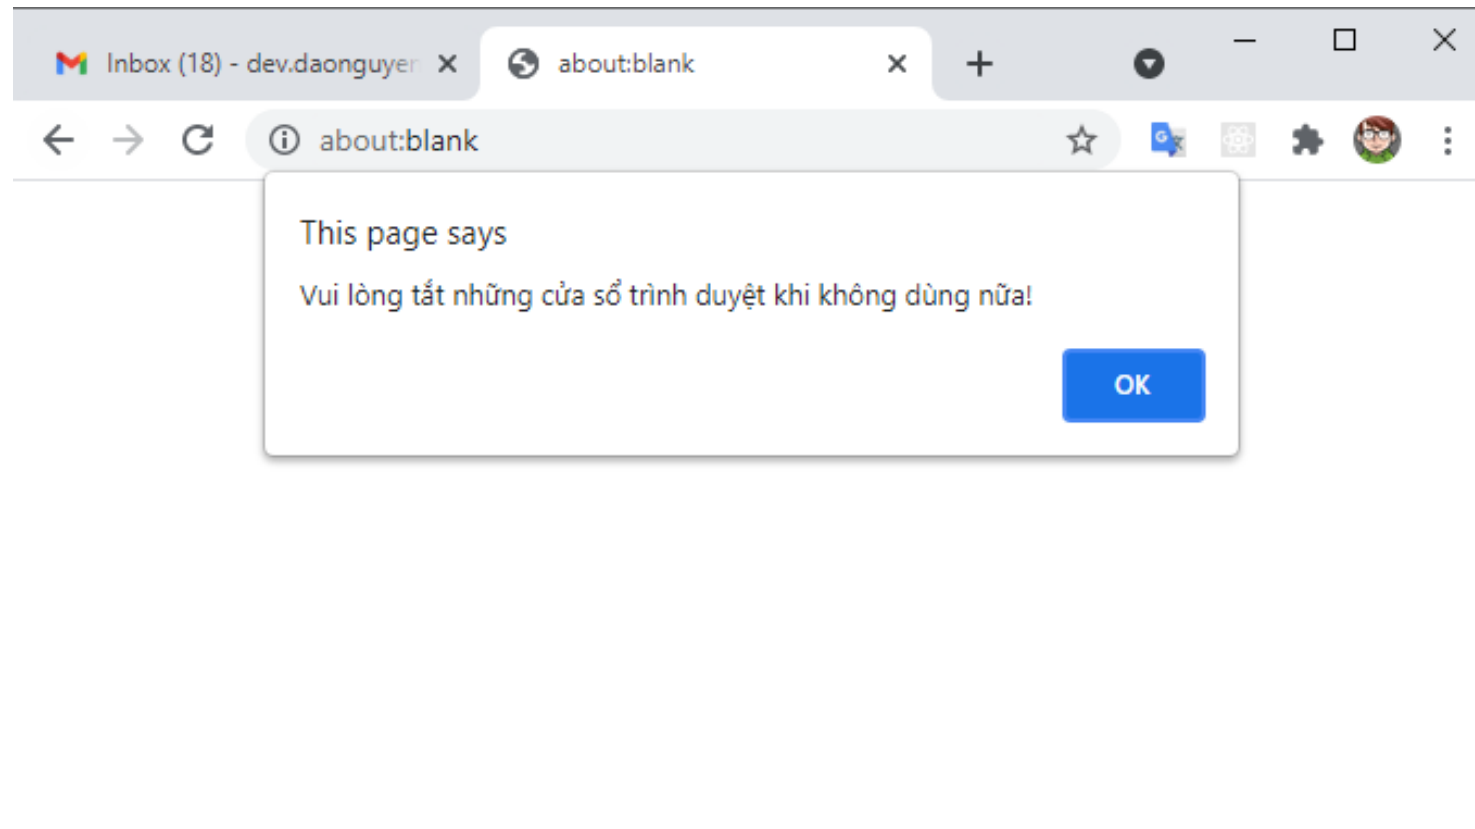 Inbox (18) - dev.daonguyen
about:blank
about:blank
This page says
Vui lòng tắt những cửa sổ trình duyệt khi không dùng nữa!
OK